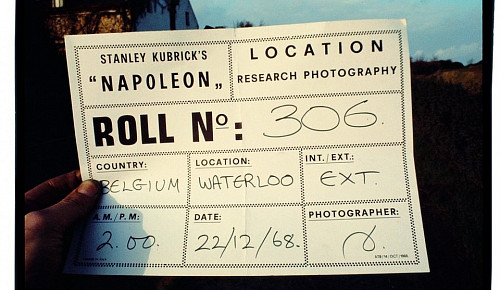 STANLEY KUBRICK'S
"NAPOLEON"
LOCATION
RESEARCH PHOTOGRAPHY
ROLL No: 306.
COUNTRY:
BELGIUM
LOCATION:
WATERLOO
INT./EXT.:
EXT.
A.M./P.M:
2.00.
DATE:
22/12/68.
PHOTOGRAPHER: